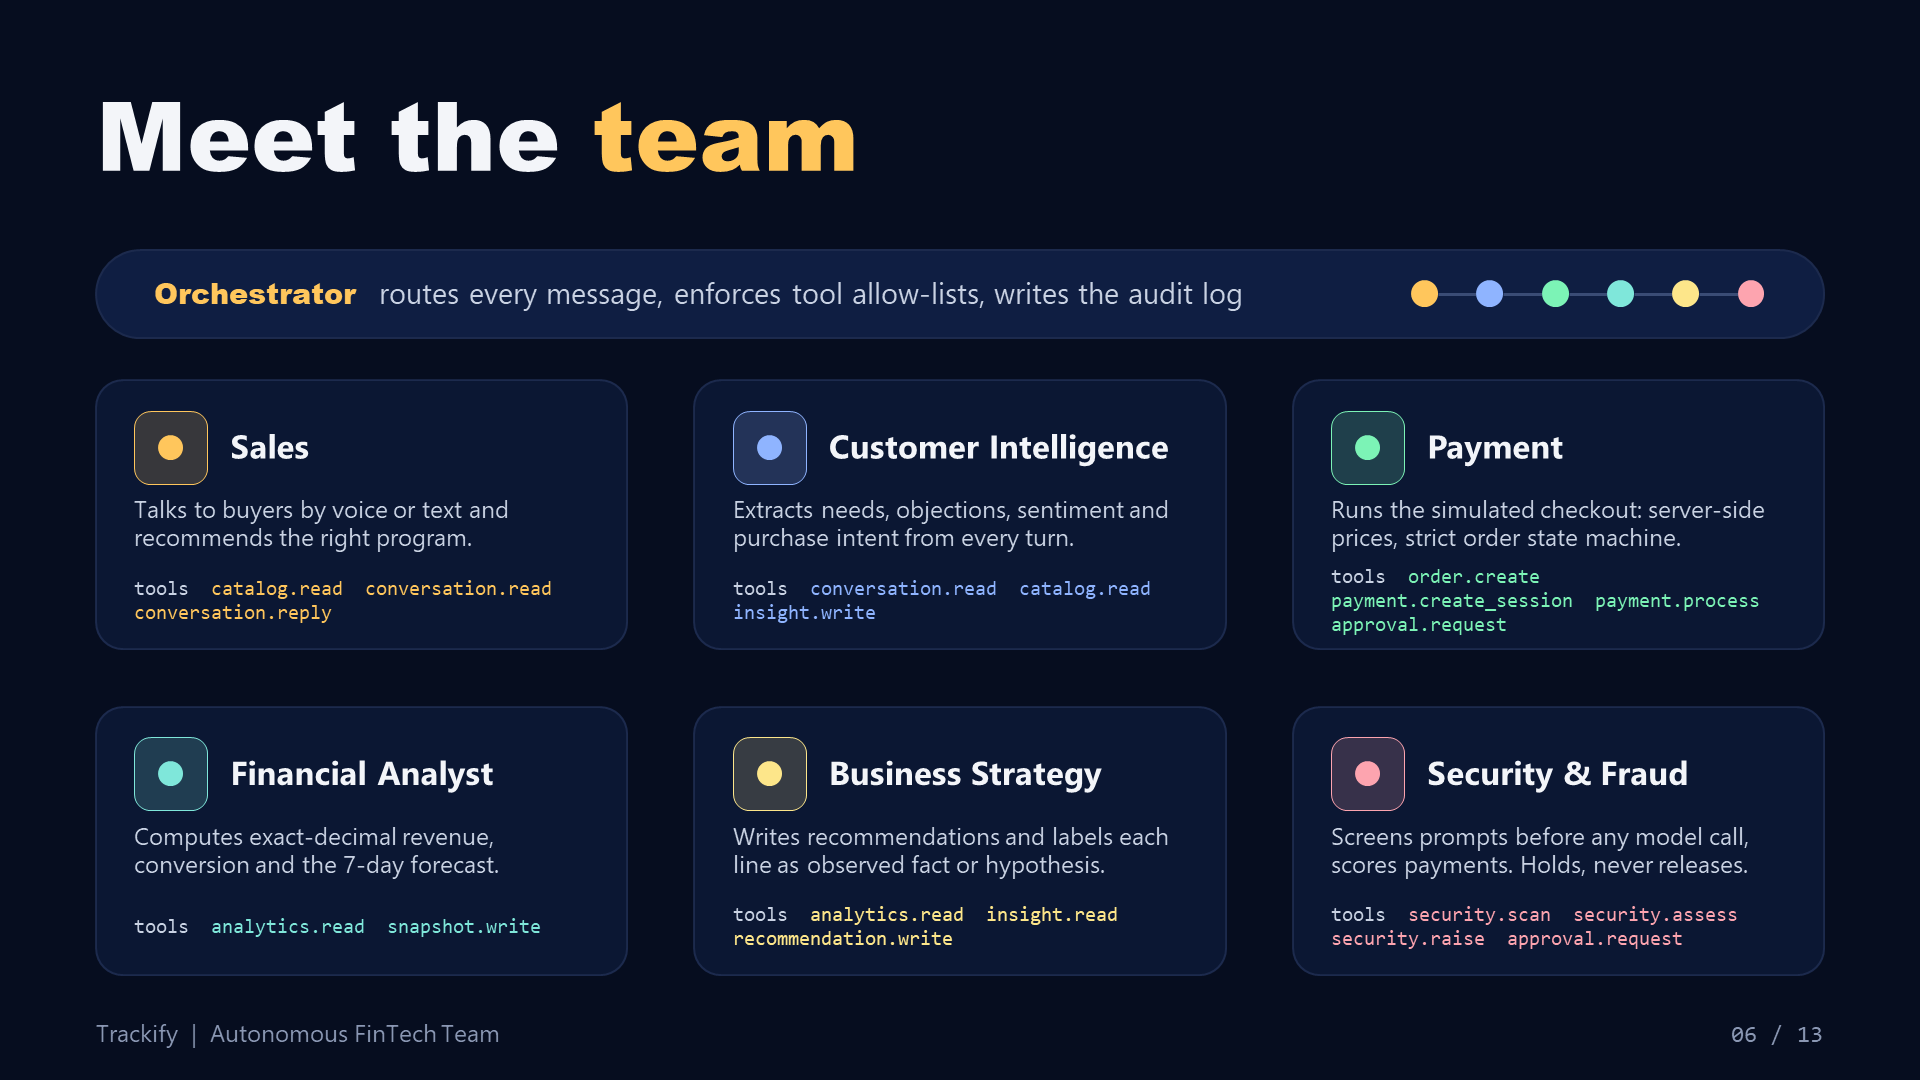 Meet the team
Orchestrator routes every message, enforces tool allow-lists, writes the audit log
Sales
Talks to buyers by voice or text and
recommends the right program.
tools catalog.read conversation.read
conversation.reply
Customer Intelligence
Extracts needs, objections, sentiment and
purchase intent from every turn.
tools conversation.read catalog.read
insight.write
Payment
Runs the simulated checkout: server-side
prices, strict order state machine.
tools order.create
payment.create_session payment.process
approval.request
Financial Analyst
Computes exact-decimal revenue,
conversion and the 7-day forecast.
tools analytics.read snapshot.write
Business Strategy
Writes recommendations and labels each
line as observed fact or hypothesis.
tools analytics.read insight.read
recommendation.write
Security & Fraud
Screens prompts before any model call,
scores payments. Holds, never releases.
tools security.scan security.assess
security.raise approval.request
Trackify | Autonomous FinTech Team
06 / 13